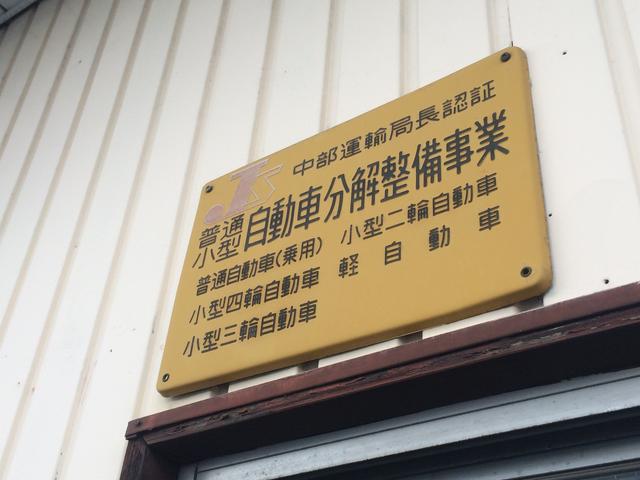 中部運輸局長認証
普通
小型
自動車分解整備事業
普通自動車(乗用)
小型四輪自動車
小型三輪自動車
小型二輪自動車
軽自動車